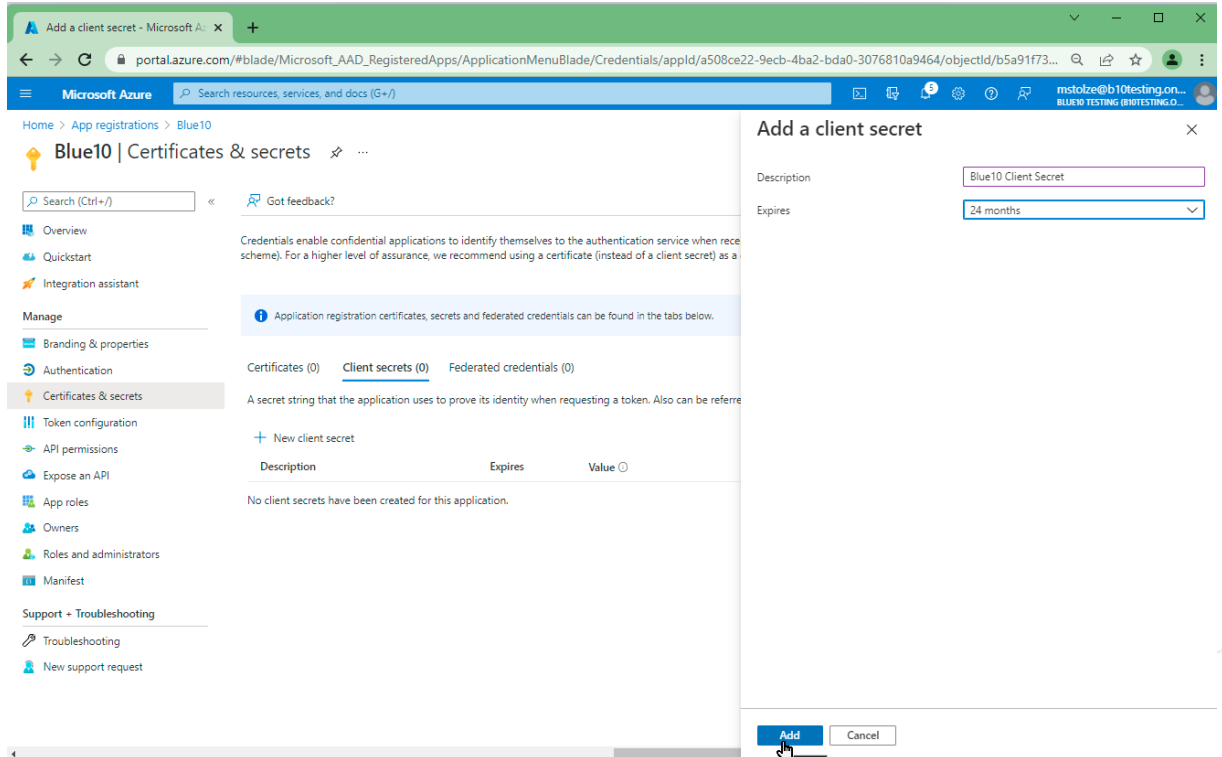 Add a client secret - Microsoft A
portal.azure.com/#blade/Microsoft_AAD_RegisteredApps/ApplicationMenuBlade/Credentials/appId/a508ce22-9ecb-4ba2-bda0-3076810a9464/objectId/b5a91f73...
Microsoft Azure
Search resources, services, and docs (G+/)
5
mstolze@b10testing.on...
BLUE10 TESTING (B10TESTING.O...
Home > App registrations > Blue10
Blue10 | Certificates & secrets
Search (Ctrl+/)
«
Overview
Quickstart
Integration assistant
Manage
Branding & properties
Authentication
Certificates & secrets
Token configuration
API permissions
Expose an API
App roles
Owners
Roles and administrators
Manifest
Support + Troubleshooting
Troubleshooting
New support request
Got feedback?
Credentials enable confidential applications to identify themselves to the authentication service when rece
scheme). For a higher level of assurance, we recommend using a certificate (instead of a client secret) as a
Application registration certificates, secrets and federated credentials can be found in the tabs below.
Certificates (0) Client secrets (0) Federated credentials (0)
A secret string that the application uses to prove its identity when requesting a token. Also can be referre
+ New client secret
Description Expires Value
No client secrets have been created for this application.
Add a client secret
Description Blue10 Client Secret
Expires 24 months
Add Cancel